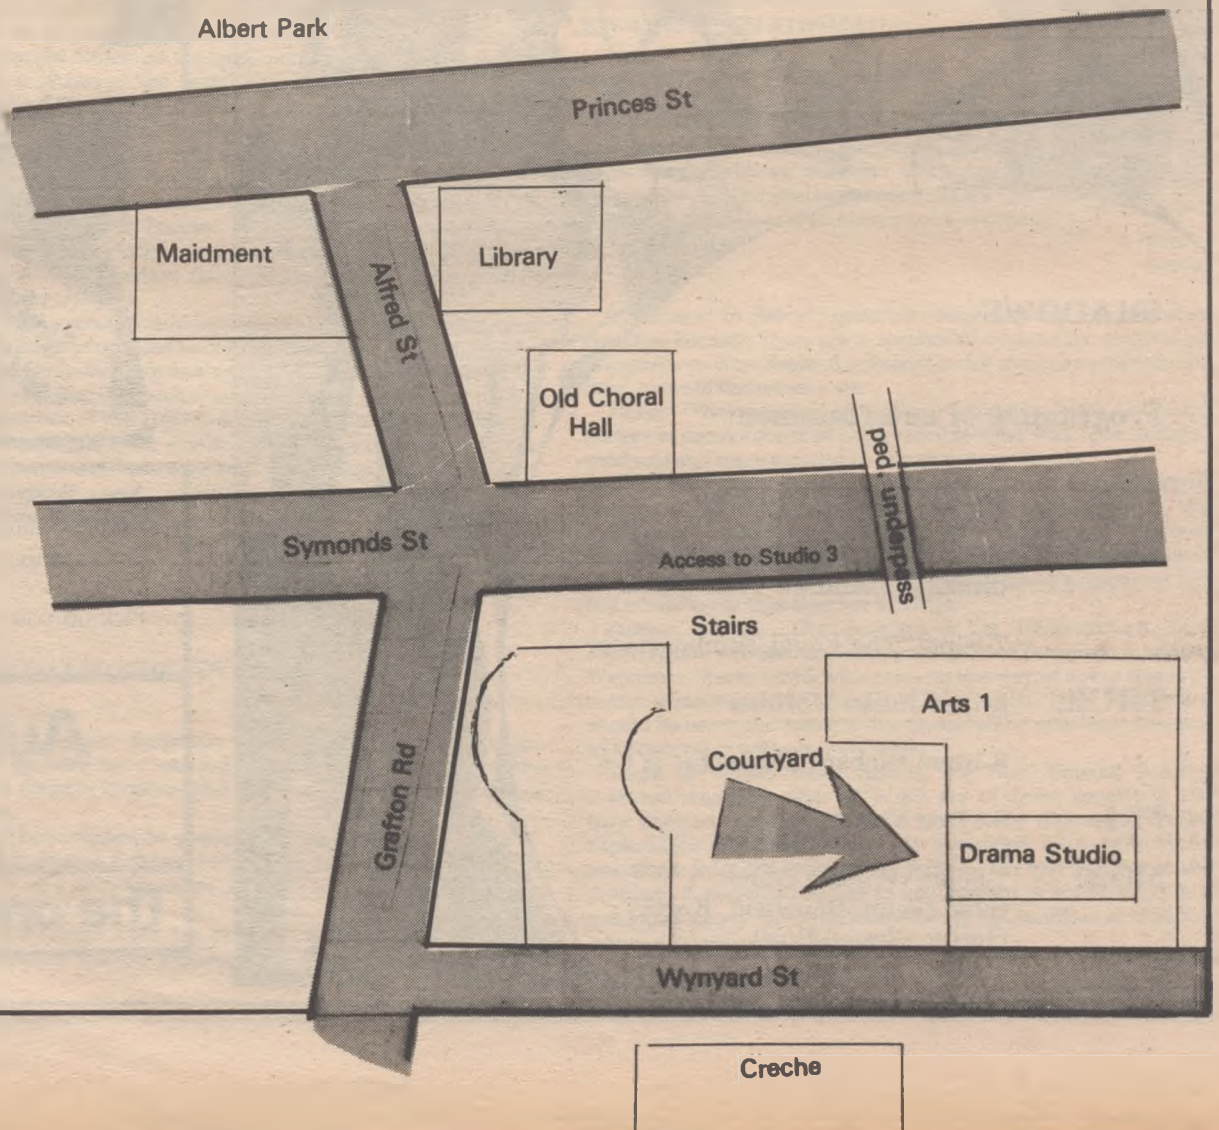 Albert Park
Princes St
Maidment
Library
Alfred St
Old Choral
Hall
ped. underpass
Symonds St
Access to Studio 3
Stairs
Arts 1
Courtyard
Grafton Rd
Drama Studio
Wynyard St
Creche